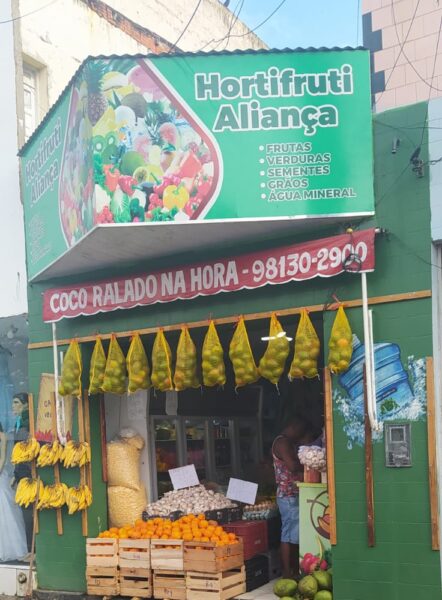 Hortifruti
Aliança
Hortifruti
Aliança
• FRUTAS
• VERDURAS
• SEMENTES
• GRÃOS
• ÁGUA MINERAL
COCO RALADO NA HORA - 98130-2900